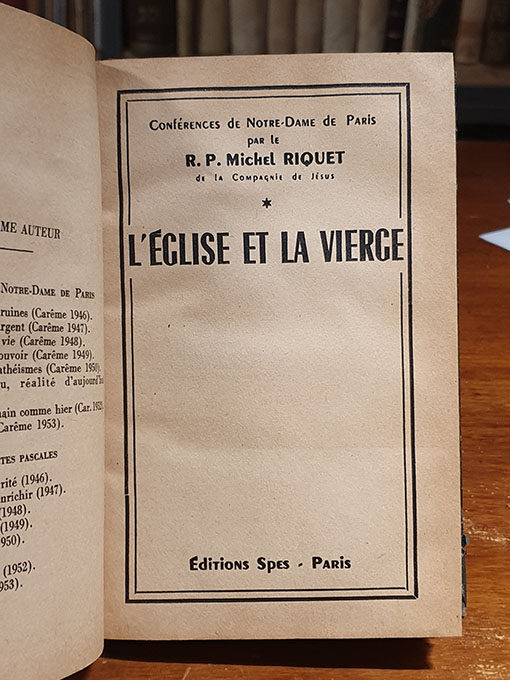 ME AUTEUR
NOTRE-DAME DE PARIS
ruines (Carême 1946).
rgent (Carême 1947).
vie (Carême 1948).
ouvoir (Carême 1949).
athéismes (Carême 1950).
u, réalité d'aujourd'hu
main comme hier (Car. 1952).
Carême 1953).
TES PASCALES
rité (1946).
nrichir (1947).
(1948).
(1949).
950).
(1952).
953).
CONFÉRENCES DE NOTRE-DAME DE PARIS
PAR LE
R. P. MICHEL RIQUET
DE LA COMPAGNIE DE JÉSUS
*
L'ÉGLISE ET LA VIERGE
ÉDITIONS SPES - PARIS